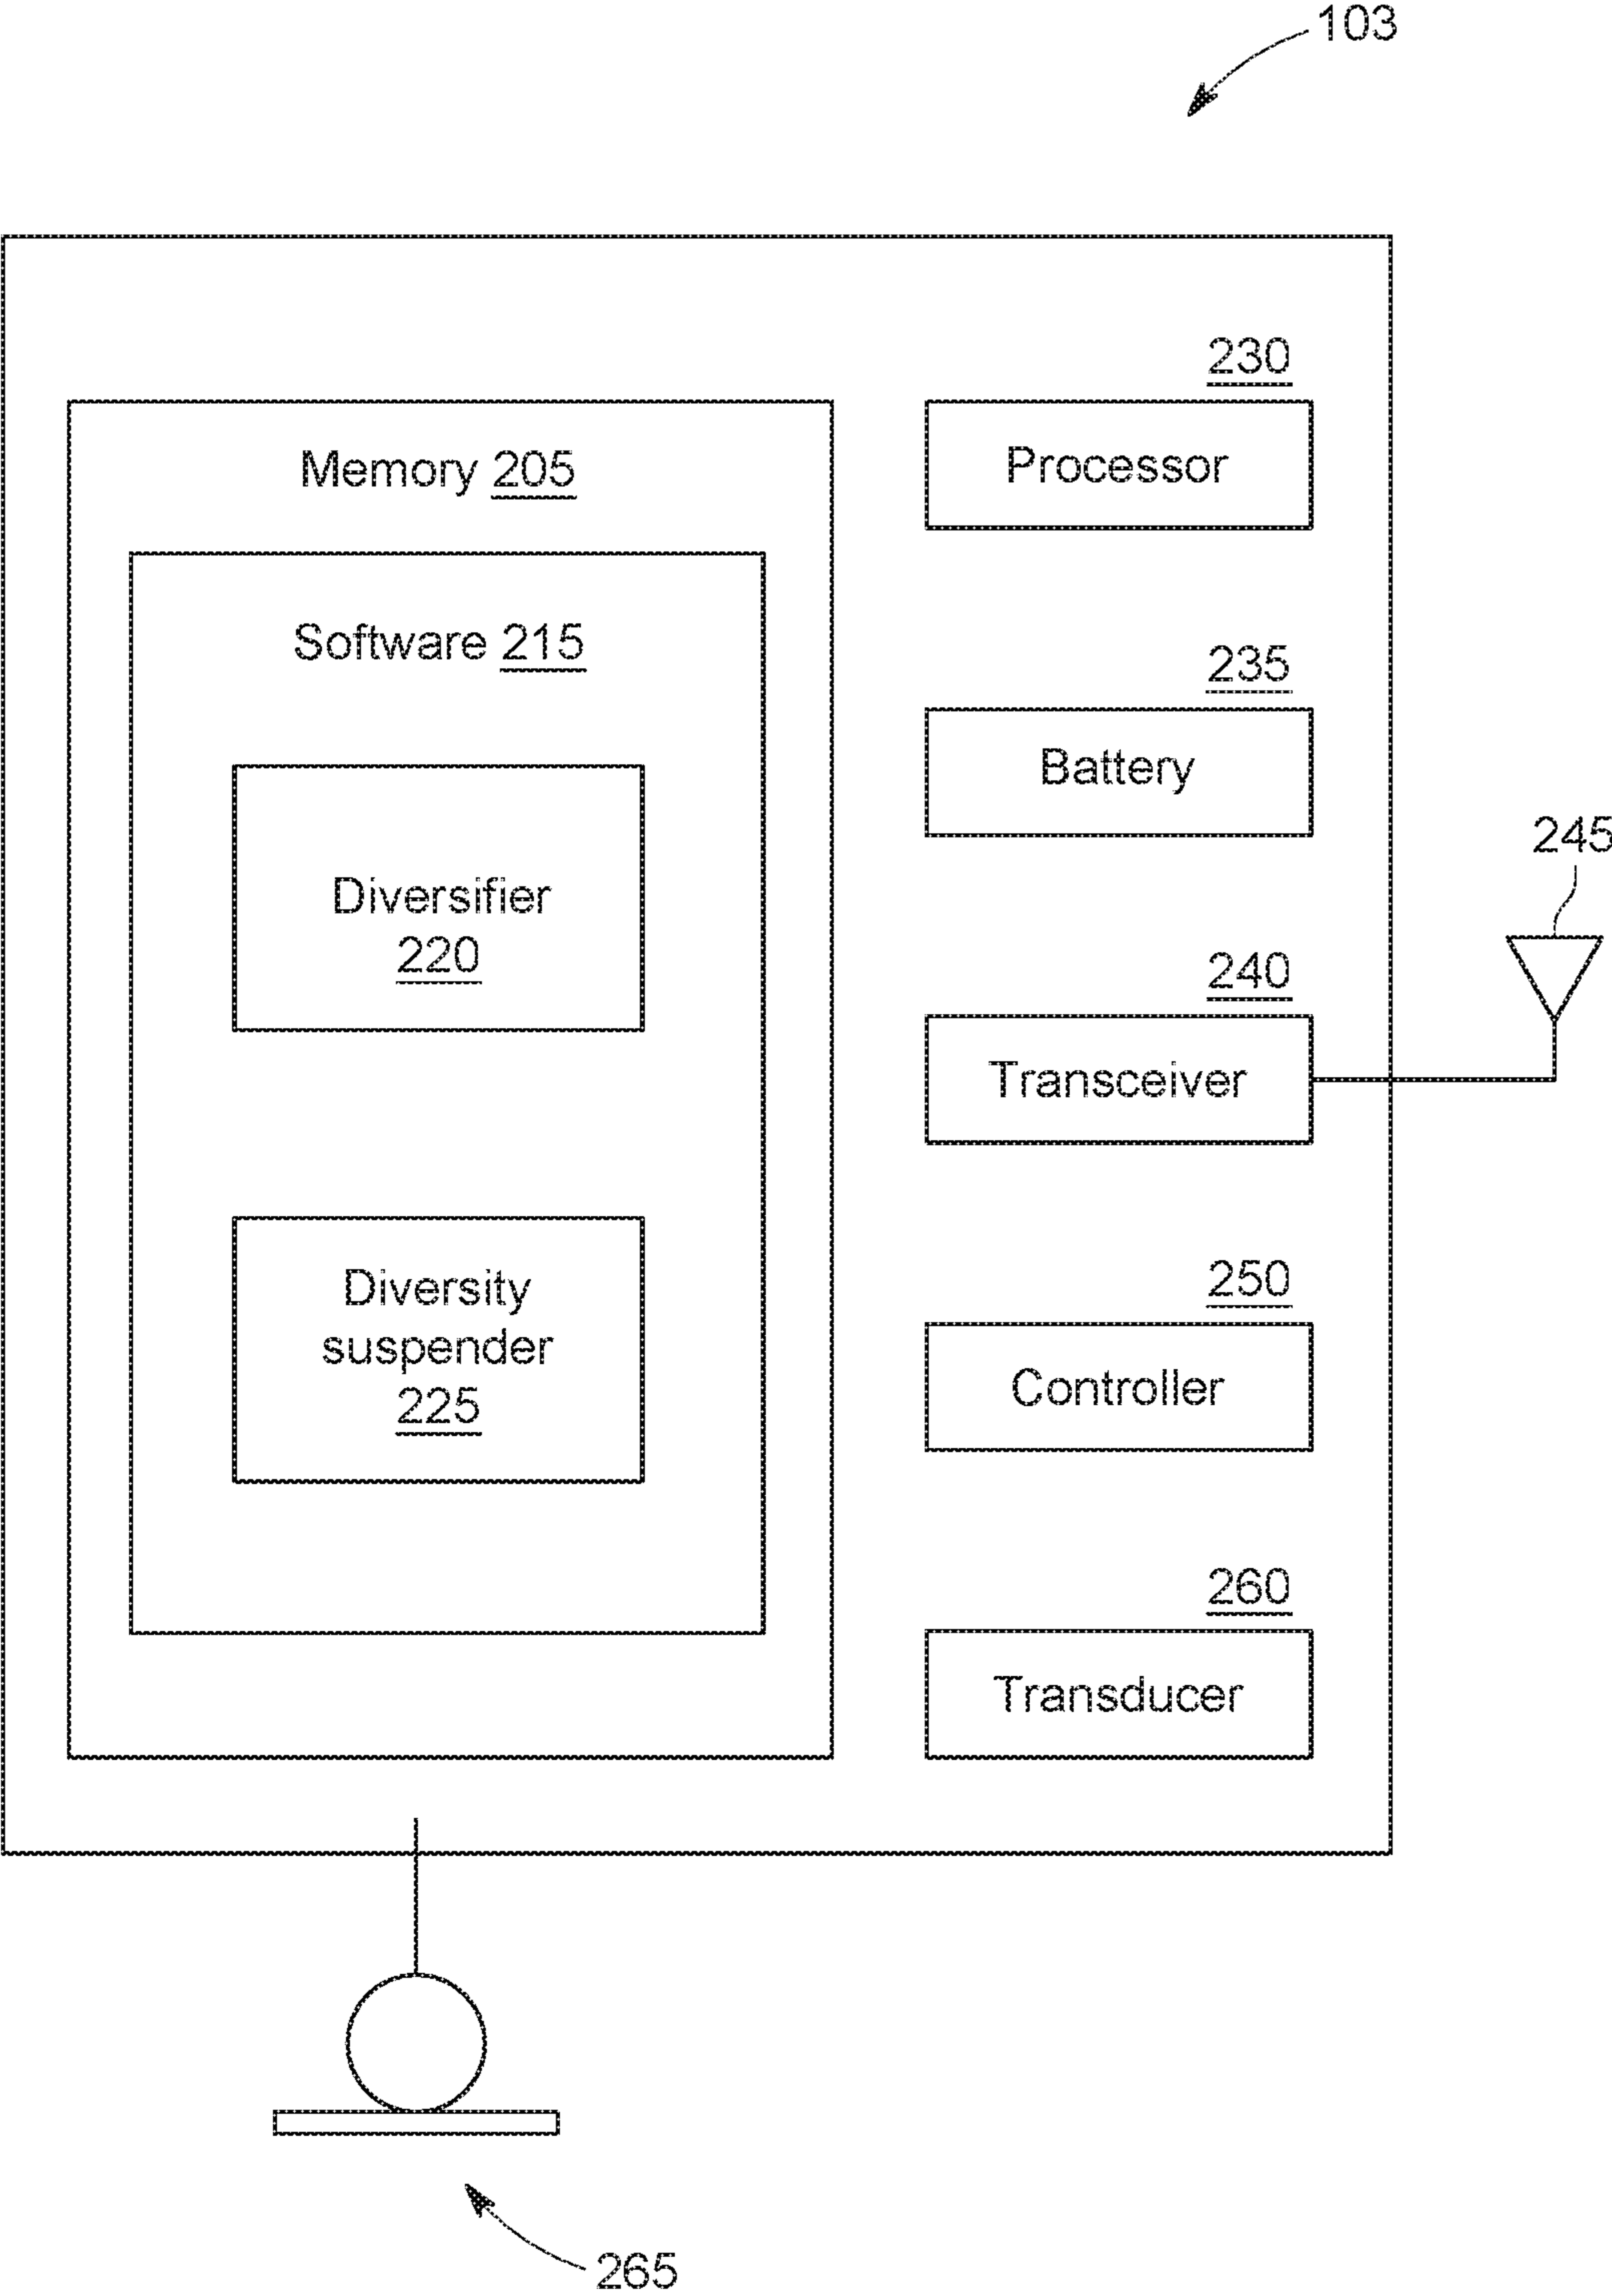 103
Memory 205
Software 215
Diversifier
220
Diversity
suspender
225
230
Processor
235
Battery
240
Transceiver
245
250
Controller
260
Transducer
265